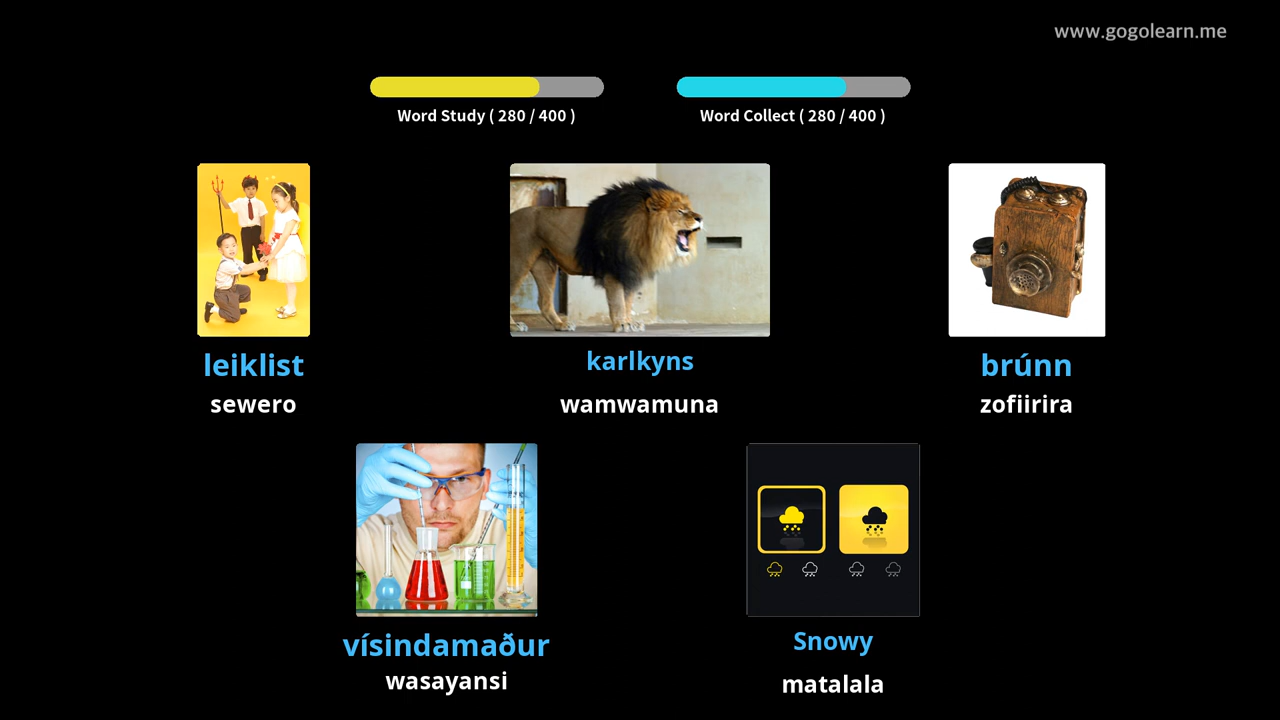 www.gogolearn.me
Word Study ( 280 / 400 )
Word Collect ( 280 / 400 )
leiklist
karlkyns
brúnn
sewero
wamwamuna
zofiirira
vísindamaður
Snowy
wasayansi
matalala